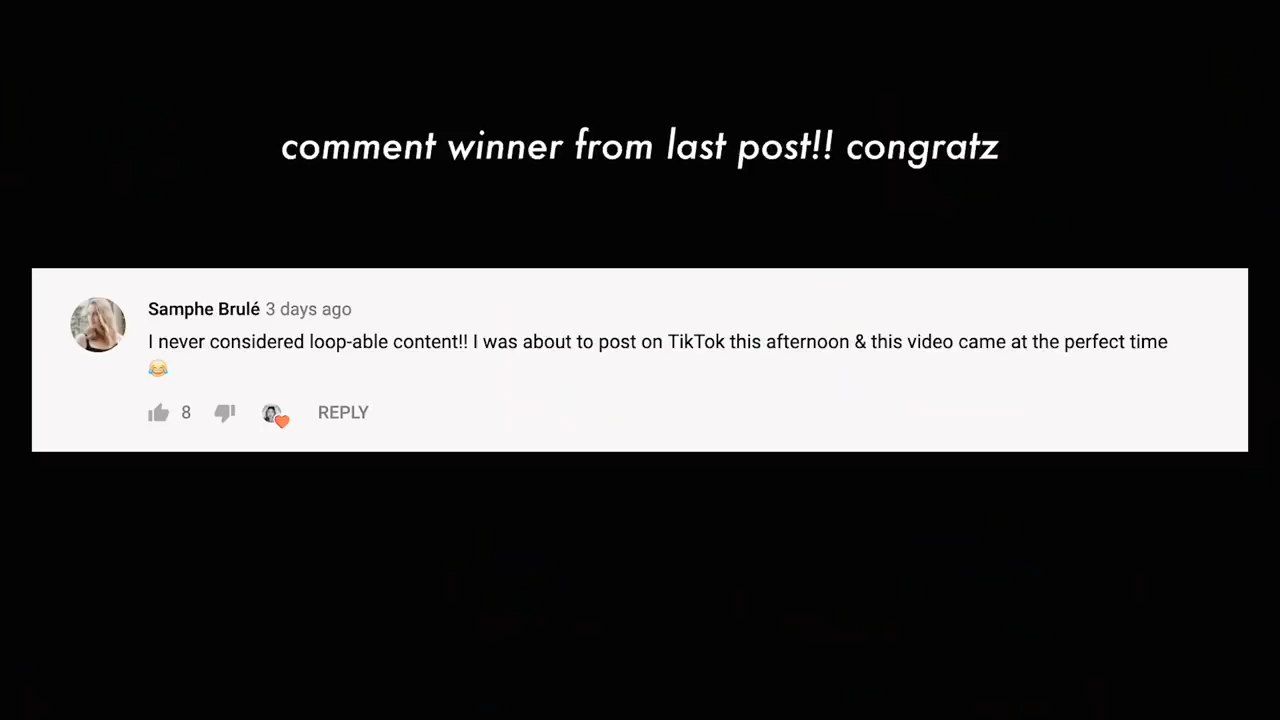 comment winner from last post!! congratz
Samphe Brulé 3 days ago
I never considered loop-able content!! I was about to post on TikTok this afternoon & this video came at the perfect time
😂
8 REPLY